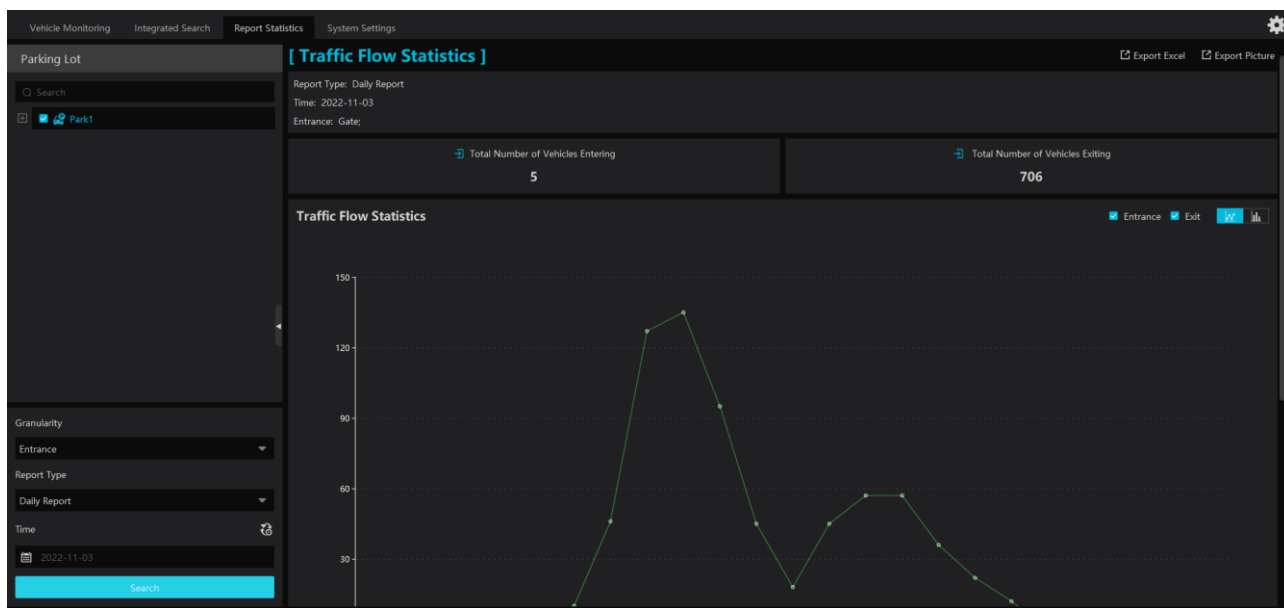 Vehicle Monitoring Integrated Search Report Statistics System Settings
Parking Lot
Search
Park1
Granularity
Entrance
Report Type
Daily Report
Time
2022-11-03
Search
[ Traffic Flow Statistics ]
Export Excel Export Picture
Report Type: Daily Report
Time: 2022-11-03
Entrance: Gate;
Total Number of Vehicles Entering
5
Total Number of Vehicles Exiting
706
Traffic Flow Statistics
Entrance Exit
150
120
90
60
30